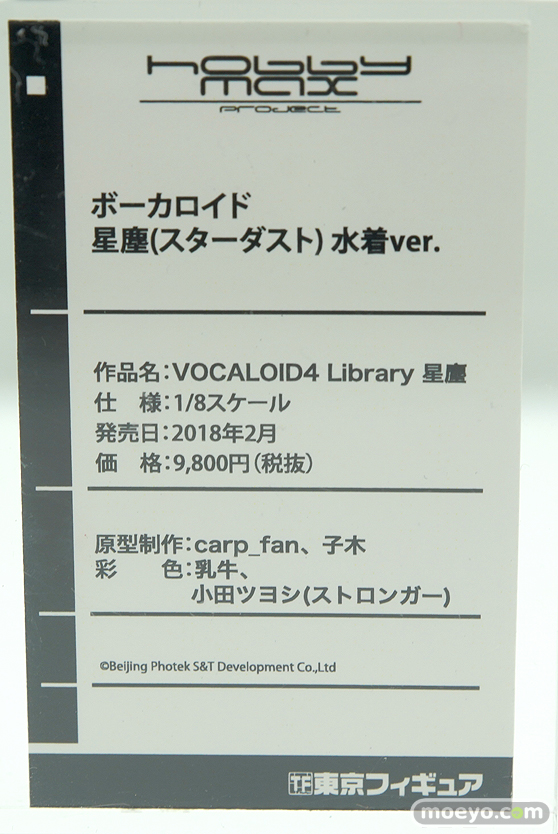 hobby
max
project
ボーカロイド
星塵(スターダスト) 水着ver.
作品名:VOCALOID4 Library 星塵
仕　様:1/8スケール
発売日:2018年2月
価　格:9,800円(税抜)
原型制作:carp_fan、子木
彩　　色:乳牛、
小田ツヨシ(ストロンガー)
©Beijing Photek S&T Development Co.,Ltd
TF東京フィギュア
moeyo.com